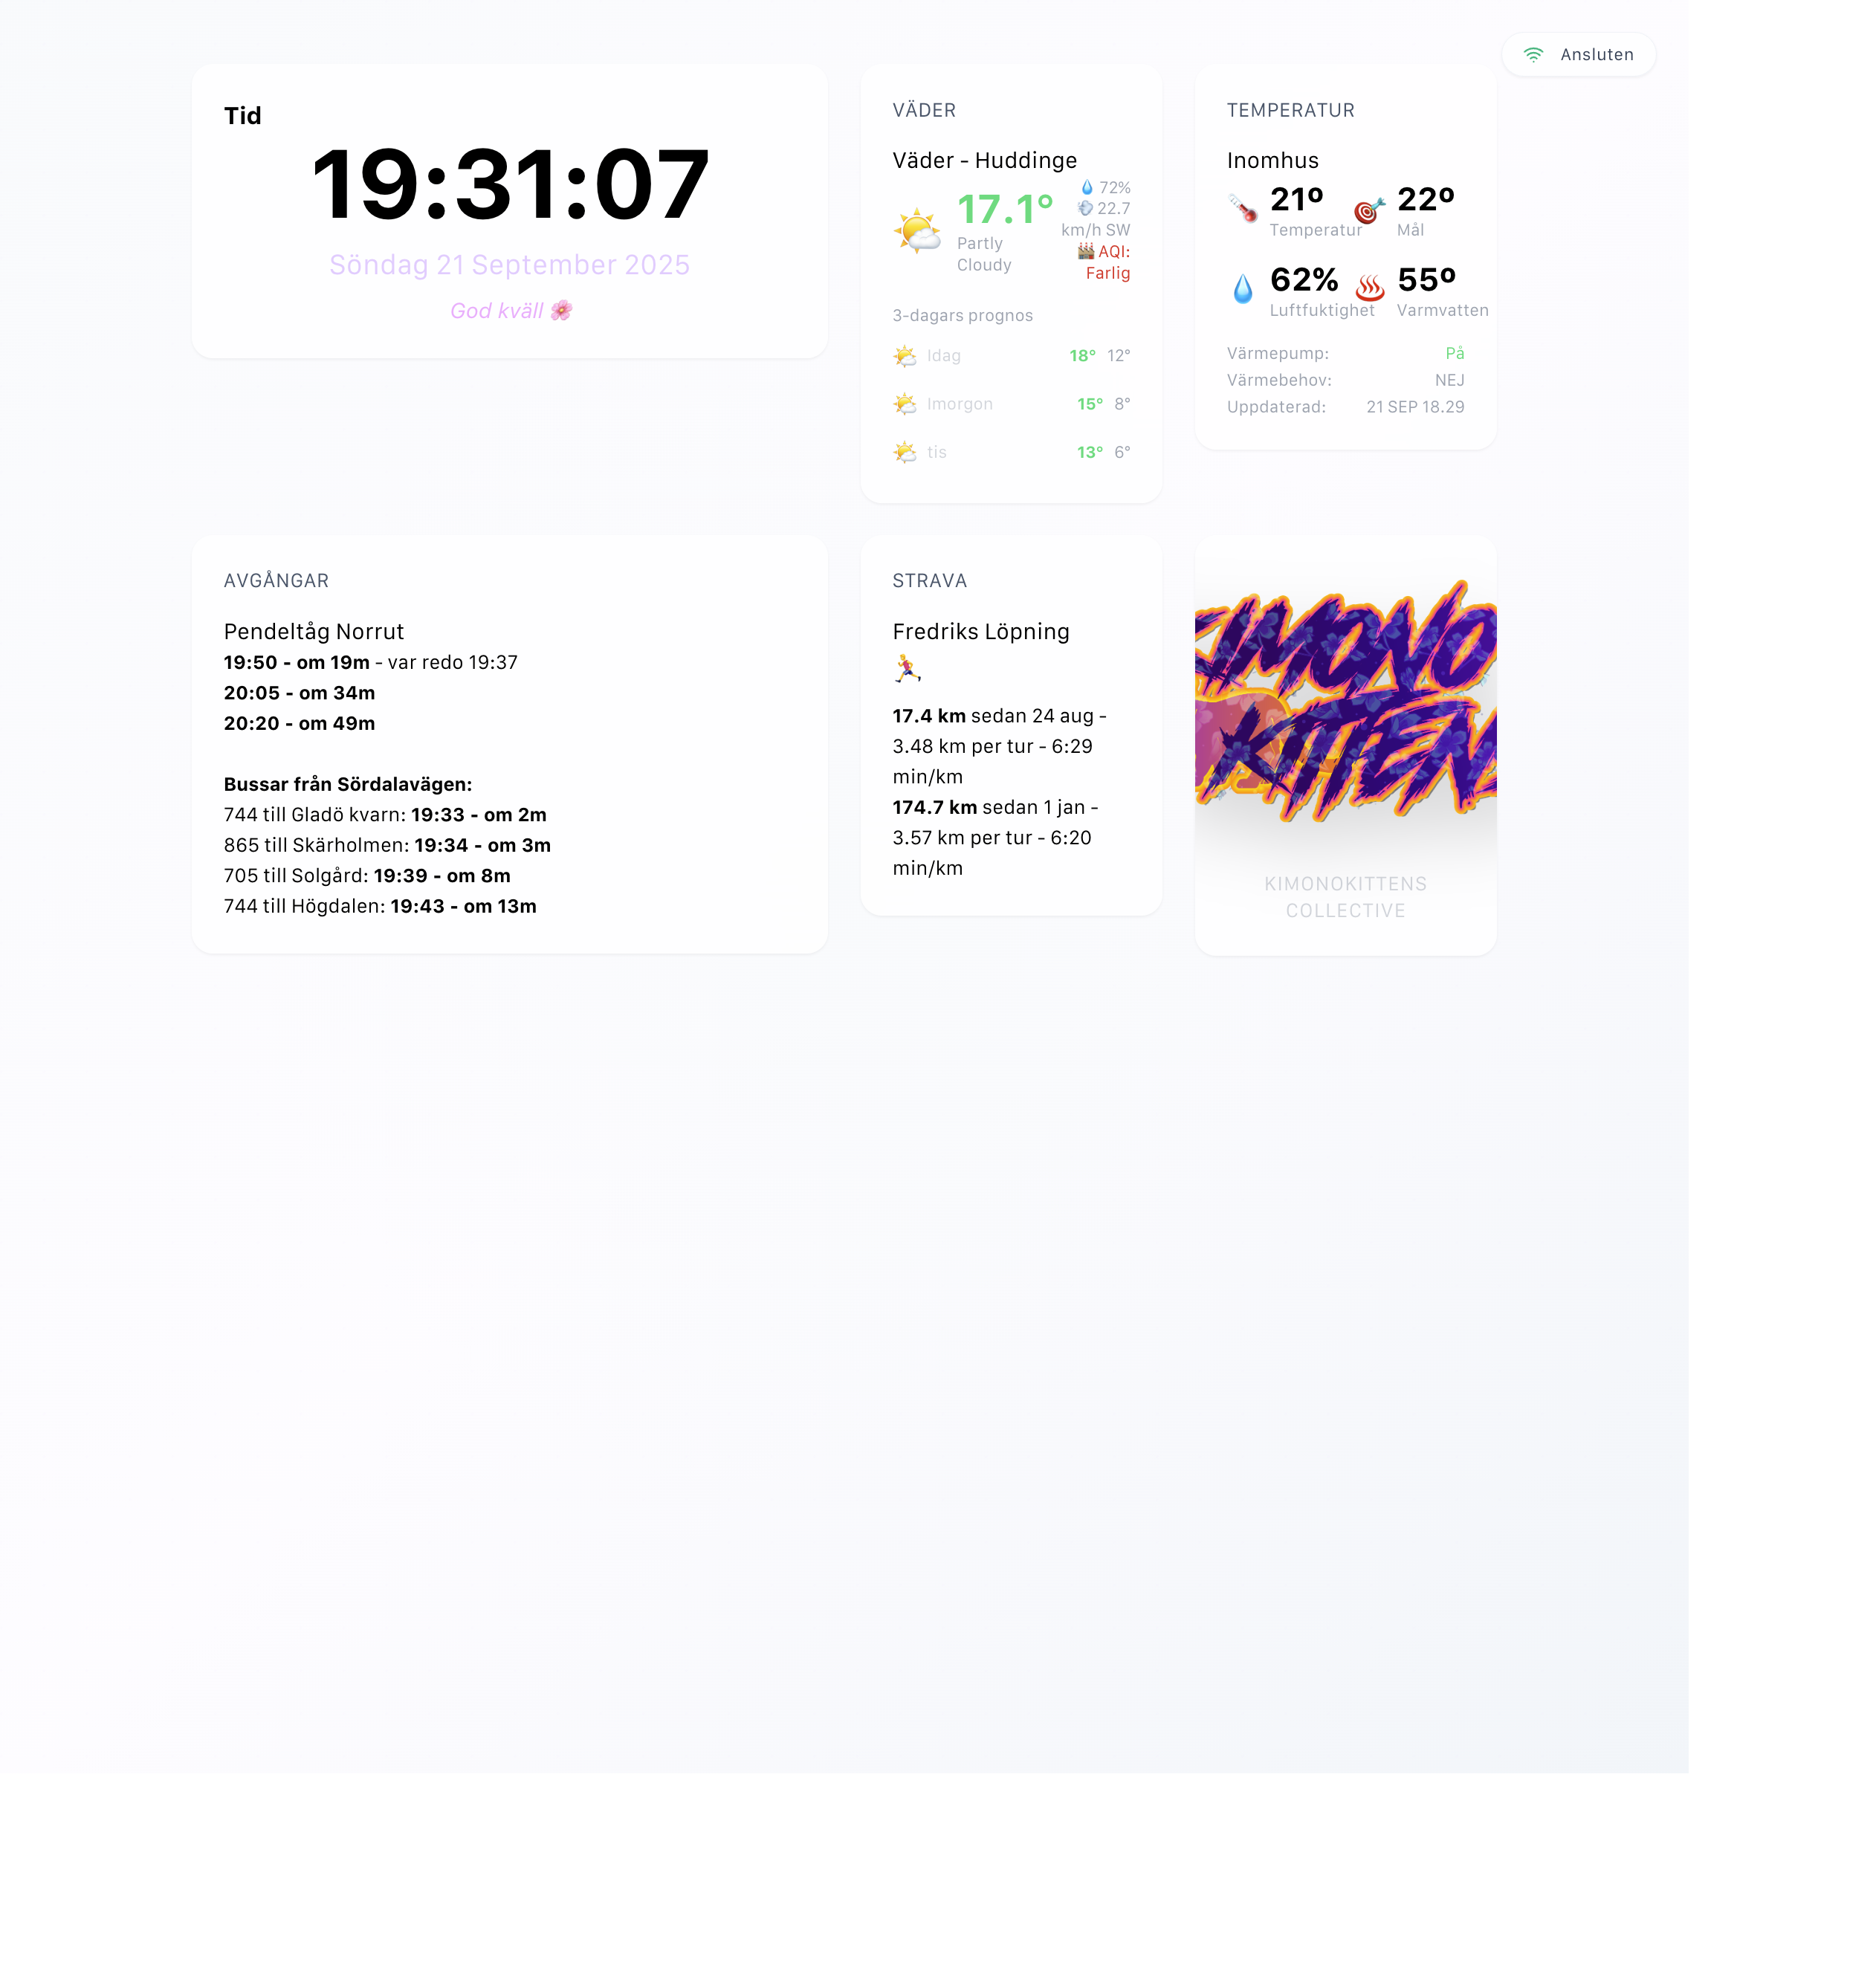 Ansluten
Tid
19:31:07
Söndag 21 September 2025
God kväll 🌸
VÄDER
Väder - Huddinge
17.1°
Partly
Cloudy
💧 72%
💨 22.7
km/h SW
🏭 AQI:
Farlig
3-dagars prognos
Idag 18° 12°
Imorgon 15° 8°
tis 13° 6°
TEMPERATUR
Inomhus
21º
Temperatur
22º
Mål
62%
Luftfuktighet
55º
Varmvatten
Värmepump: På
Värmebehov: NEJ
Uppdaterad: 21 SEP 18.29
AVGÅNGAR
Pendeltåg Norrut
19:50 - om 19m - var redo 19:37
20:05 - om 34m
20:20 - om 49m
Bussar från Sördalavägen:
744 till Gladö kvarn: 19:33 - om 2m
865 till Skärholmen: 19:34 - om 3m
705 till Solgård: 19:39 - om 8m
744 till Högdalen: 19:43 - om 13m
STRAVA
Fredriks Löpning
17.4 km sedan 24 aug -
3.48 km per tur - 6:29
min/km
174.7 km sedan 1 jan -
3.57 km per tur - 6:20
min/km
KIMONO
KITTENS
KIMONOKITTENS
COLLECTIVE